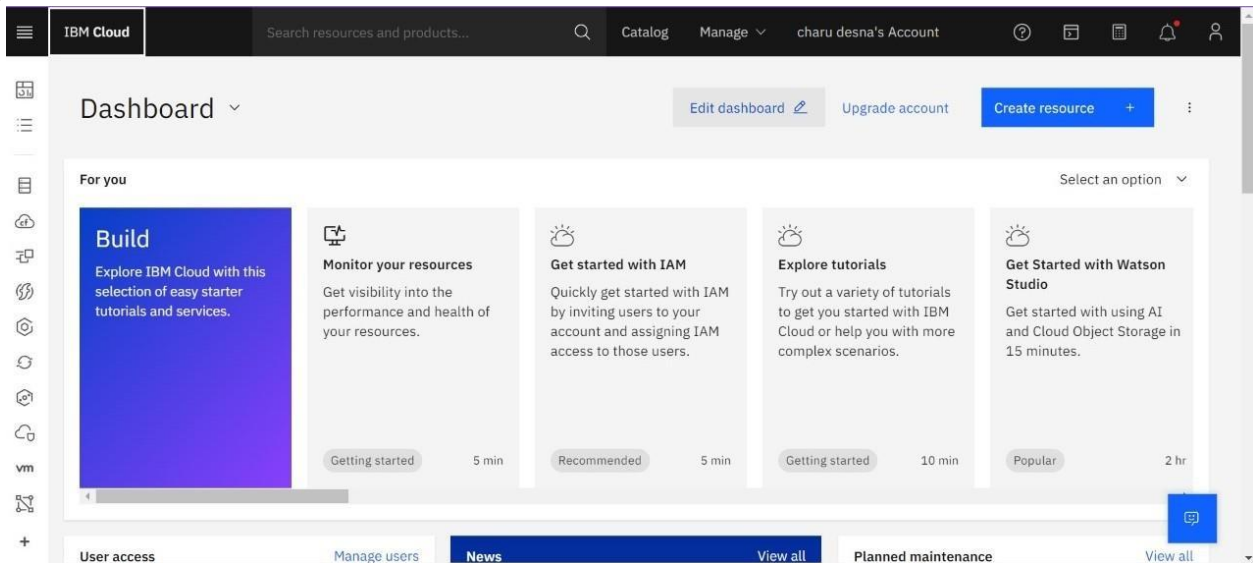 IBM Cloud
Search resources and products...
Catalog
Manage
charu desna's Account
Dashboard
Edit dashboard
Upgrade account
Create resource +
For you
Select an option
Build
Explore IBM Cloud with this
selection of easy starter
tutorials and services.
Monitor your resources
Get visibility into the
performance and health of
your resources.
Getting started
5 min
Get started with IAM
Quickly get started with IAM
by inviting users to your
account and assigning IAM
access to those users.
Recommended
5 min
Explore tutorials
Try out a variety of tutorials
to get you started with IBM
Cloud or help you with more
complex scenarios.
Getting started
10 min
Get Started with Watson
Studio
Get started with using AI
and Cloud Object Storage in
15 minutes.
Popular
2 hr
cf
vm
User access
Manage users
News
View all
Planned maintenance
View all